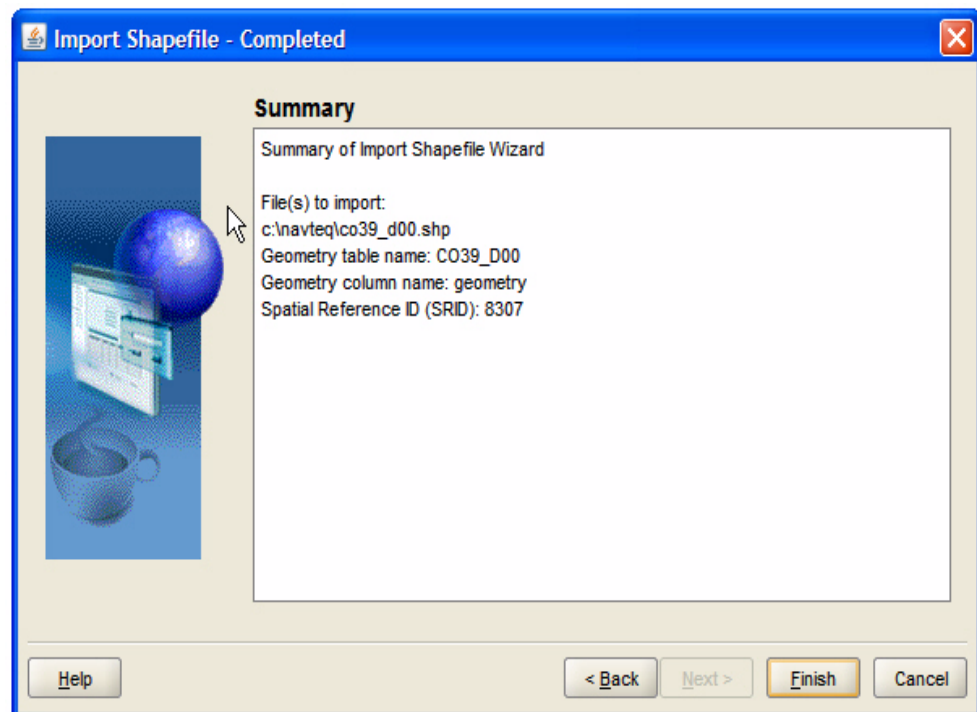 Import Shapefile - Completed
Summary
Summary of Import Shapefile Wizard
File(s) to import:
c:\navteq\co39_d00.shp
Geometry table name: CO39_D00
Geometry column name: geometry
Spatial Reference ID (SRID): 8307
Help
< Back
Next >
Finish
Cancel